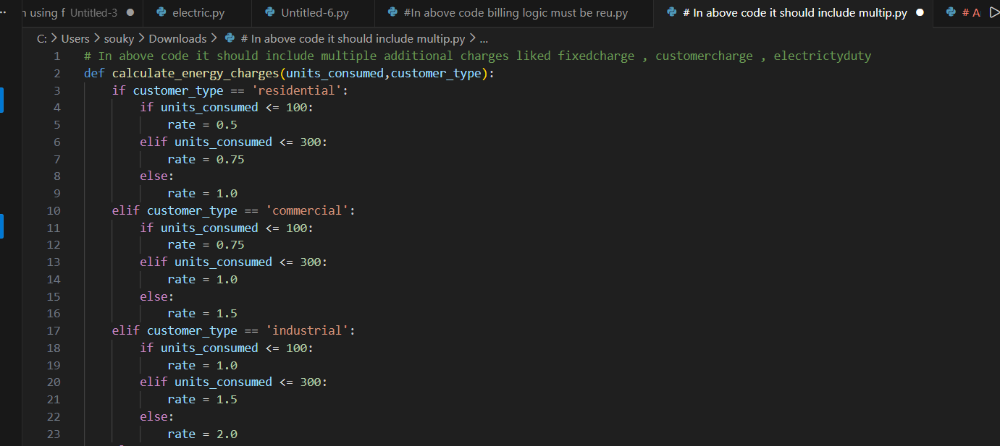 n using f Untitled-3 electric.py Untitled-6.py #In above code billing logic must be reu.py # In above code it should include multip.py # A
C: > Users > souky > Downloads > # In above code it should include multip.py > ...
1 # In above code it should include multiple additional charges liked fixedcharge , customercharge , electrictyduty
2 def calculate_energy_charges(units_consumed,customer_type):
3 if customer_type == 'residential':
4 if units_consumed <= 100:
5 rate = 0.5
6 elif units_consumed <= 300:
7 rate = 0.75
8 else:
9 rate = 1.0
10 elif customer_type == 'commercial':
11 if units_consumed <= 100:
12 rate = 0.75
13 elif units_consumed <= 300:
14 rate = 1.0
15 else:
16 rate = 1.5
17 elif customer_type == 'industrial':
18 if units_consumed <= 100:
19 rate = 1.0
20 elif units_consumed <= 300:
21 rate = 1.5
22 else:
23 rate = 2.0